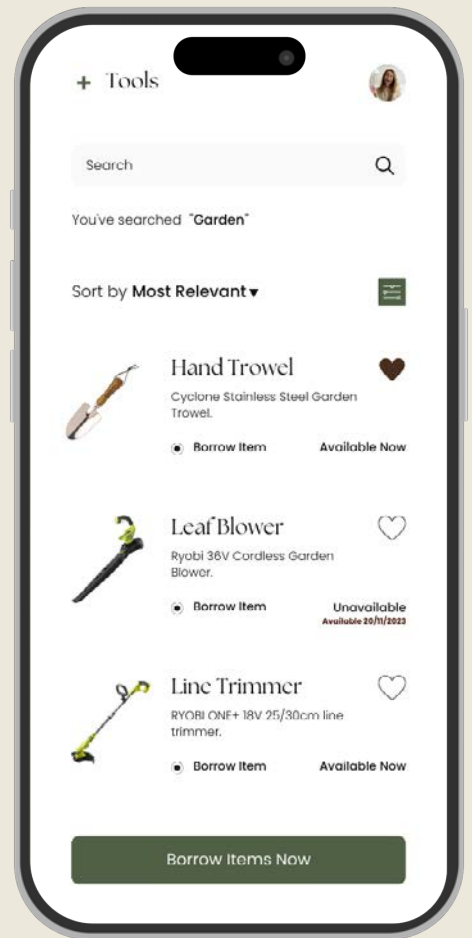 + Tools
Search
You've searched "Garden"
Sort by Most Relevant ▾
Hand Trowel
Cyclone Stainless Steel Garden
Trowel.
Borrow Item Available Now
Leaf Blower
Ryobi 36V Cordless Garden
Blower.
Borrow Item Unavailable
Available 20/11/2023
Line Trimmer
RYOBI ONE+ 18V 25/30cm line
trimmer.
Borrow Item Available Now
Borrow Items Now